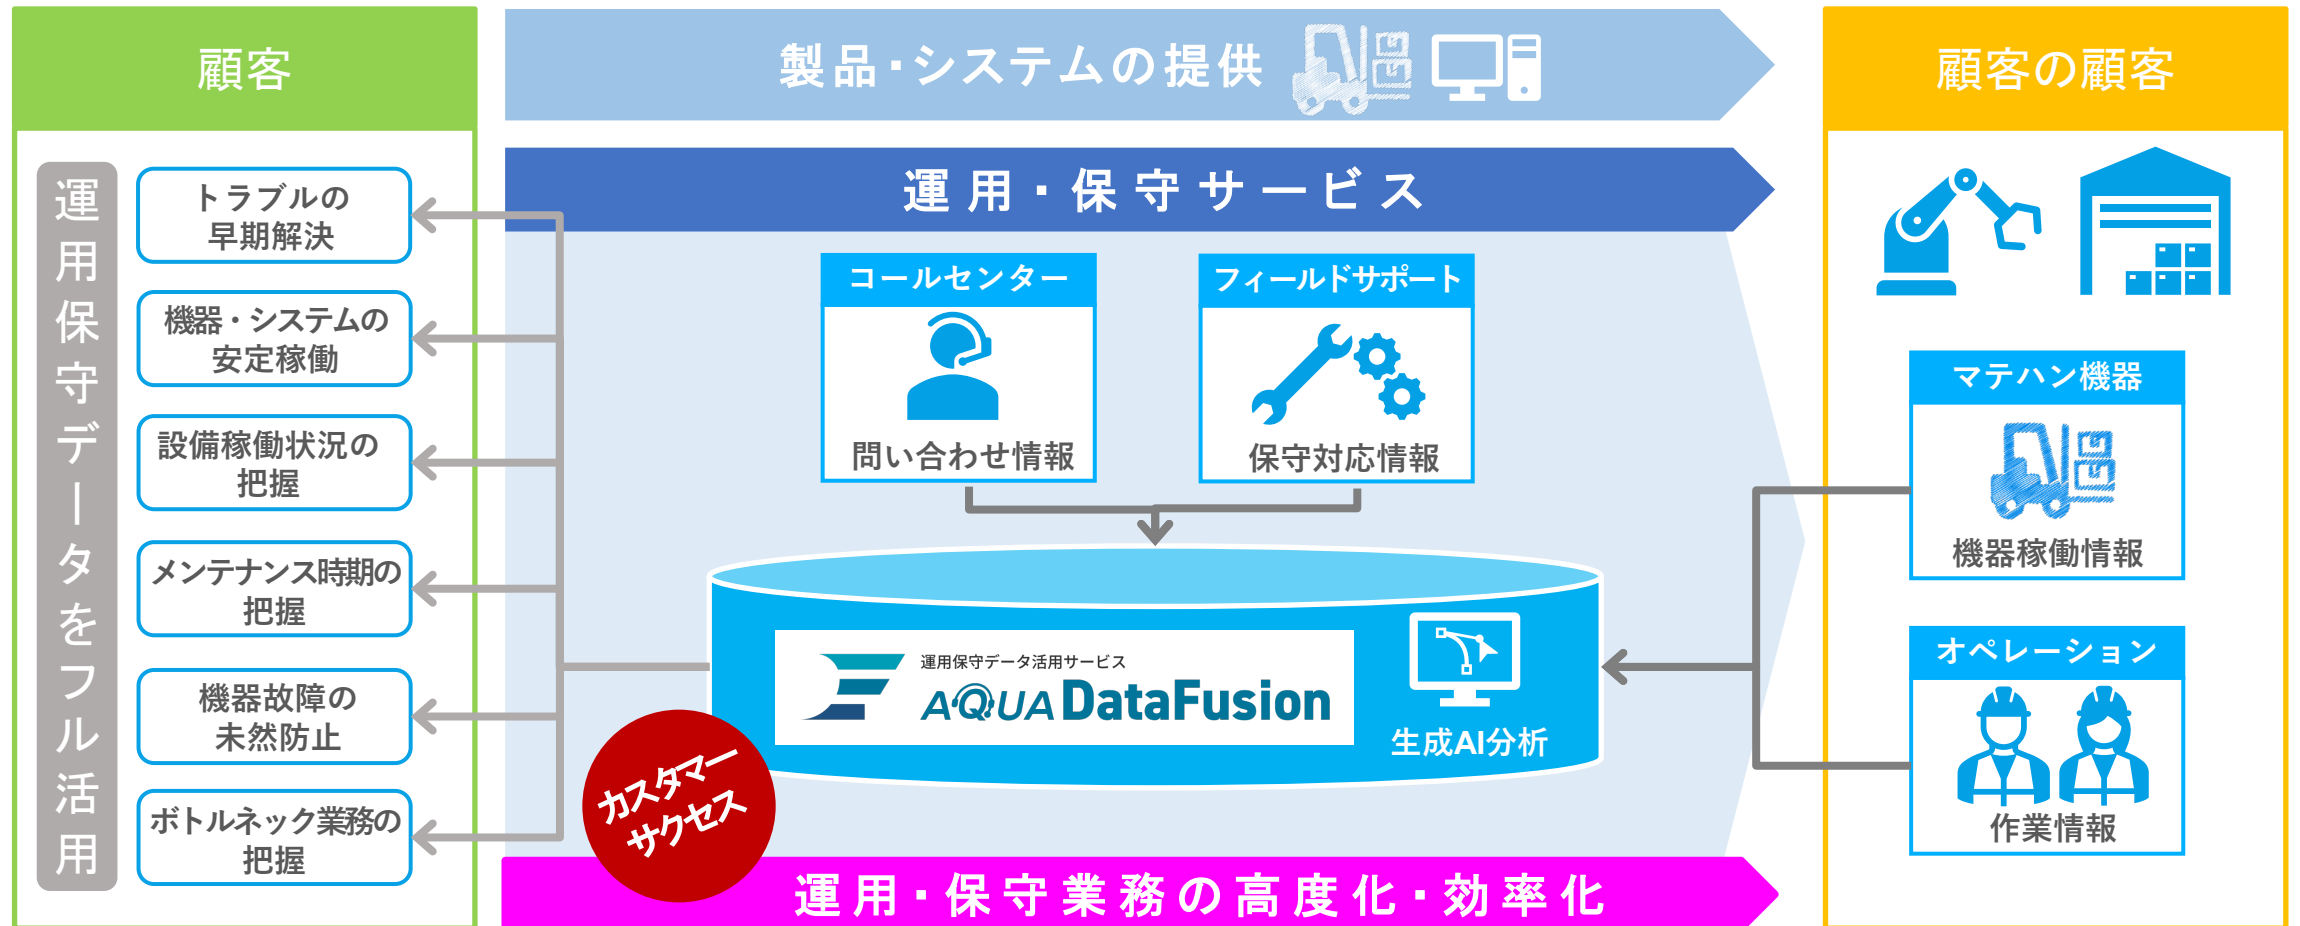 顧客
運用保守データをフル活用
トラブルの
早期解決
機器・システムの
安定稼働
設備稼働状況の
把握
メンテナンス時期の
把握
機器故障の
未然防止
ボトルネック業務の
把握
製品・システムの提供
運用・保守サービス
コールセンター
問い合わせ情報
フィールドサポート
保守対応情報
運用保守データ活用サービス
AQUA DataFusion
生成AI分析
カスタマー
サクセス
運用・保守業務の高度化・効率化
顧客の顧客
マテハン機器
機器稼働情報
オペレーション
作業情報